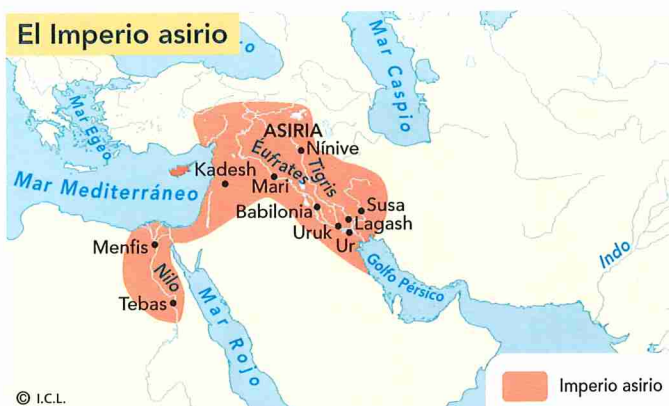 El Imperio asirio
ro
Mar Caspio
Mar Egeo
ASIRIA
Nínive
Kadesh
Éufrates
Tigris
Mari
Mar Mediterráneo
Babilonia
Susa
Lagash
Uruk
Ur
Menfis
Nilo
Golfo Pérsico
Indo
Tebas
Mar Rojo
Imperio asirio
© I.C.L.